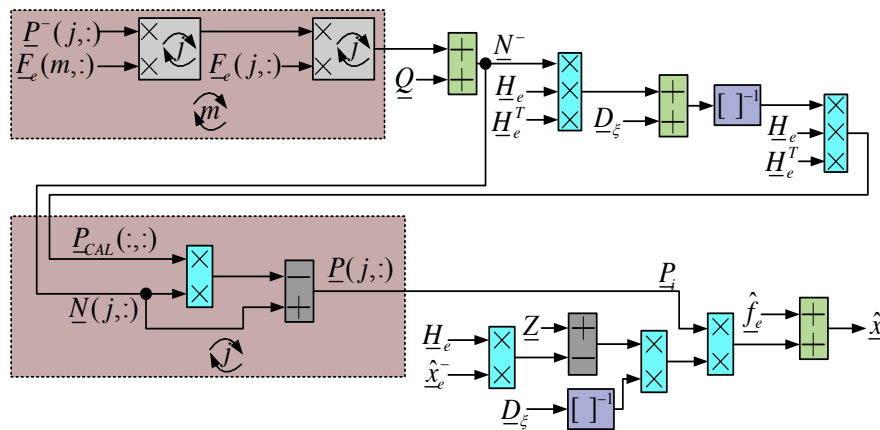 P⁻(j,:)
F_e(m,:)
×
×
j
F_e(j,:)
×
×
j
m
Q
+
+
N⁻
H_e
H_e^T
×
×
×
D_ξ
+
+
[ ]⁻¹
H_e
H_e^T
×
×
×
P_CAL(:,:)
N(j,:)
×
×
−
+
P(j,:)
j
P_i
H_e
x̂_e⁻
×
×
Z
+
−
D_ξ
[ ]⁻¹
×
×
×
×
f̂_e
+
+
x̂